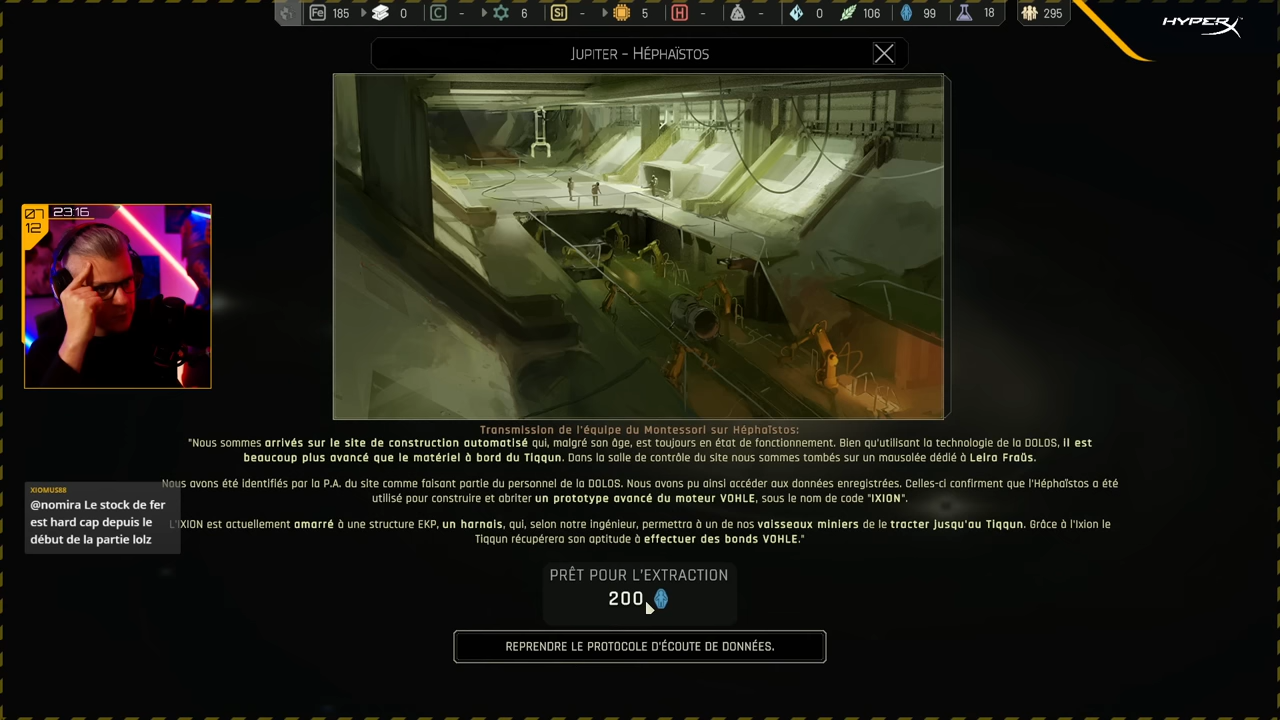 Fe 185 0 C - 6 Si - 5 H - - 0 106 99 18 295
HYPERX
JUPITER - HÉPHAÏSTOS
07
12
23:16
Transmission de l'équipe du Montessori sur Héphaïstos:
"Nous sommes arrivés sur le site de construction automatisé qui, malgré son âge, est toujours en état de fonctionnement. Bien qu'utilisant la technologie de la DOLOS, il est
beaucoup plus avancé que le matériel à bord du Tiqqun. Dans la salle de contrôle du site nous sommes tombés sur un mausolée dédié à Leira Fraûs.
Nous avons été identifiés par la P.A. du site comme faisant partie du personnel de la DOLOS. Nous avons pu ainsi accéder aux données enregistrées. Celles-ci confirment que l'Héphaïstos a été
utilisé pour construire et abriter un prototype avancé du moteur VOHLE, sous le nom de code "IXION".
L'IXION est actuellement amarré à une structure EKP, un harnais, qui, selon notre ingénieur, permettra à un de nos vaisseaux miniers de le tracter jusqu'au Tiqqun. Grâce à l'Ixion le
Tiqqun récupérera son aptitude à effectuer des bonds VOHLE."
XIOMUS88
@nomira Le stock de fer
est hard cap depuis le
début de la partie lolz
PRÊT POUR L'EXTRACTION
200
REPRENDRE LE PROTOCOLE D'ÉCOUTE DE DONNÉES.